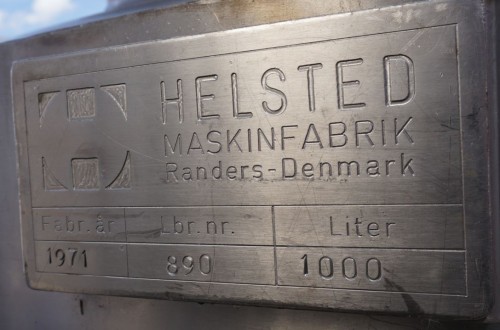 HELSTED
MASKINFABRIK
Randers-Denmark
Fabr. år Lbr. nr. Liter
1971 890 1000